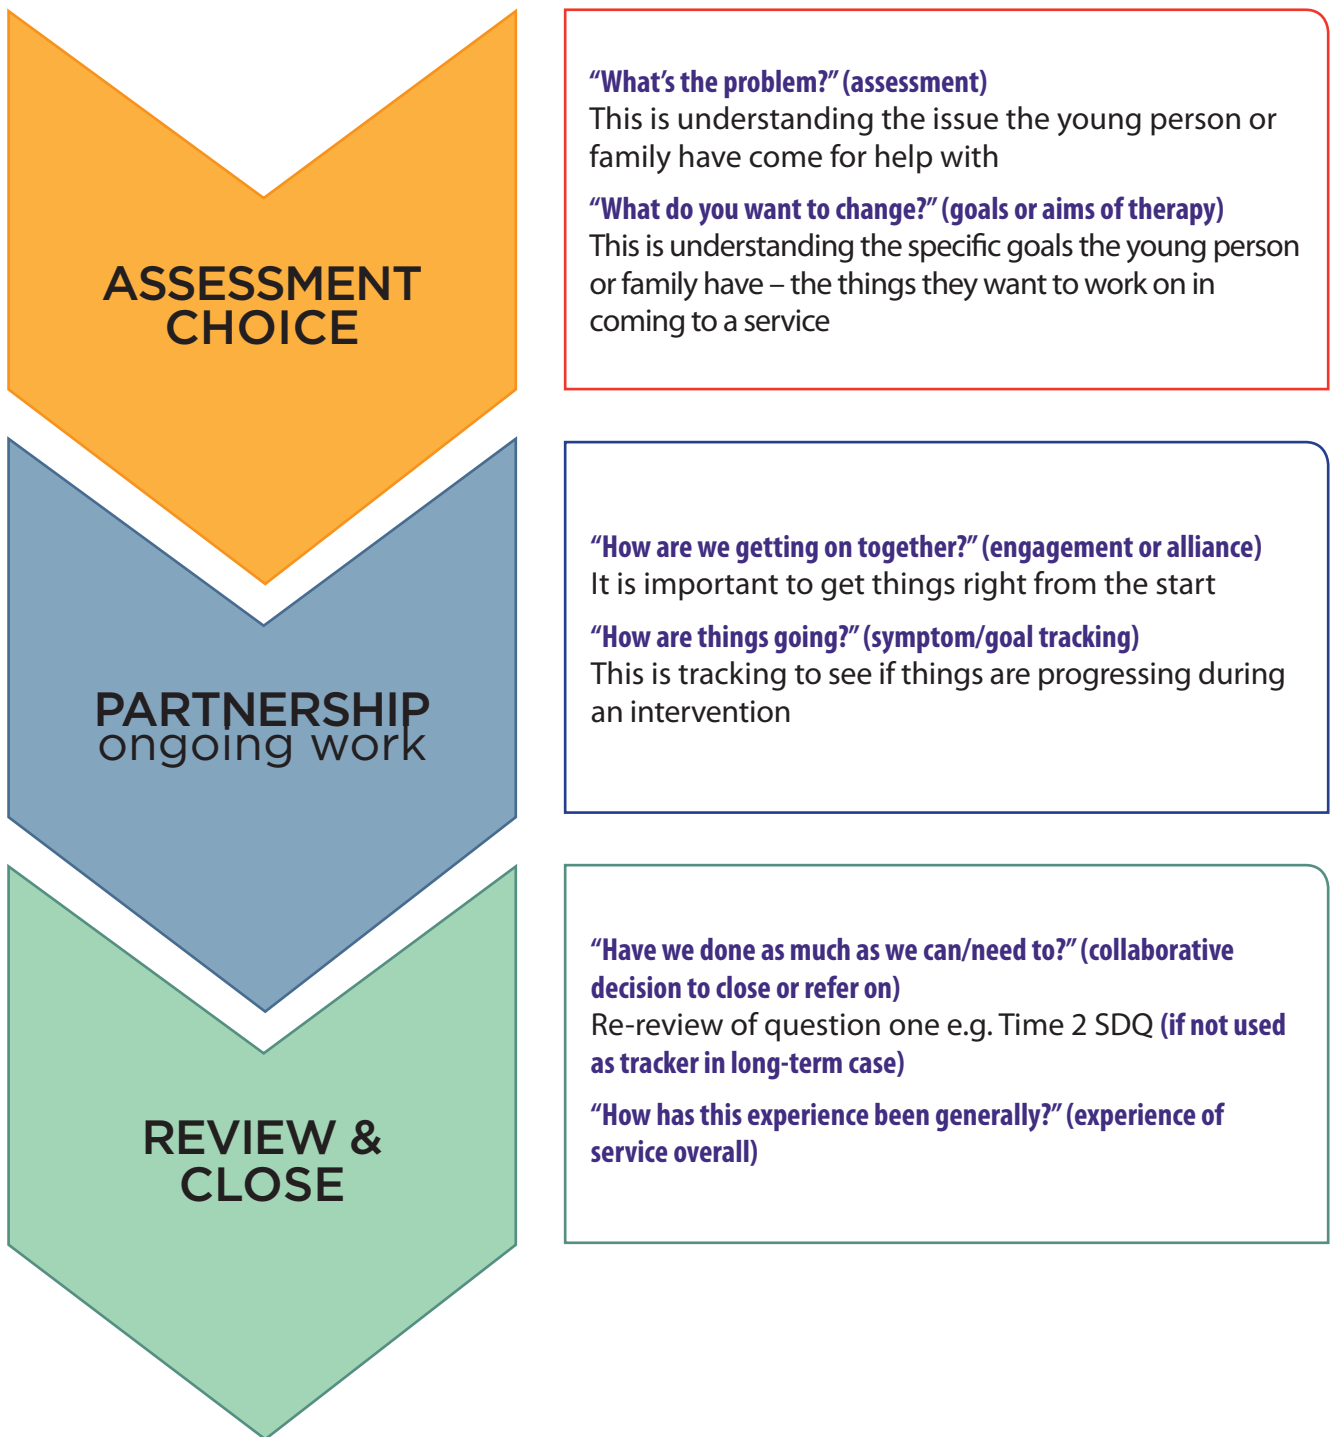 ASSESSMENT
CHOICE
“What’s the problem?” (assessment)
This is understanding the issue the young person or
family have come for help with
“What do you want to change?” (goals or aims of therapy)
This is understanding the specific goals the young person
or family have – the things they want to work on in
coming to a service
PARTNERSHIP
ongoing work
“How are we getting on together?” (engagement or alliance)
It is important to get things right from the start
“How are things going?” (symptom/goal tracking)
This is tracking to see if things are progressing during
an intervention
REVIEW &
CLOSE
“Have we done as much as we can/need to?” (collaborative
decision to close or refer on)
Re-review of question one e.g. Time 2 SDQ (if not used
as tracker in long-term case)
“How has this experience been generally?” (experience of
service overall)